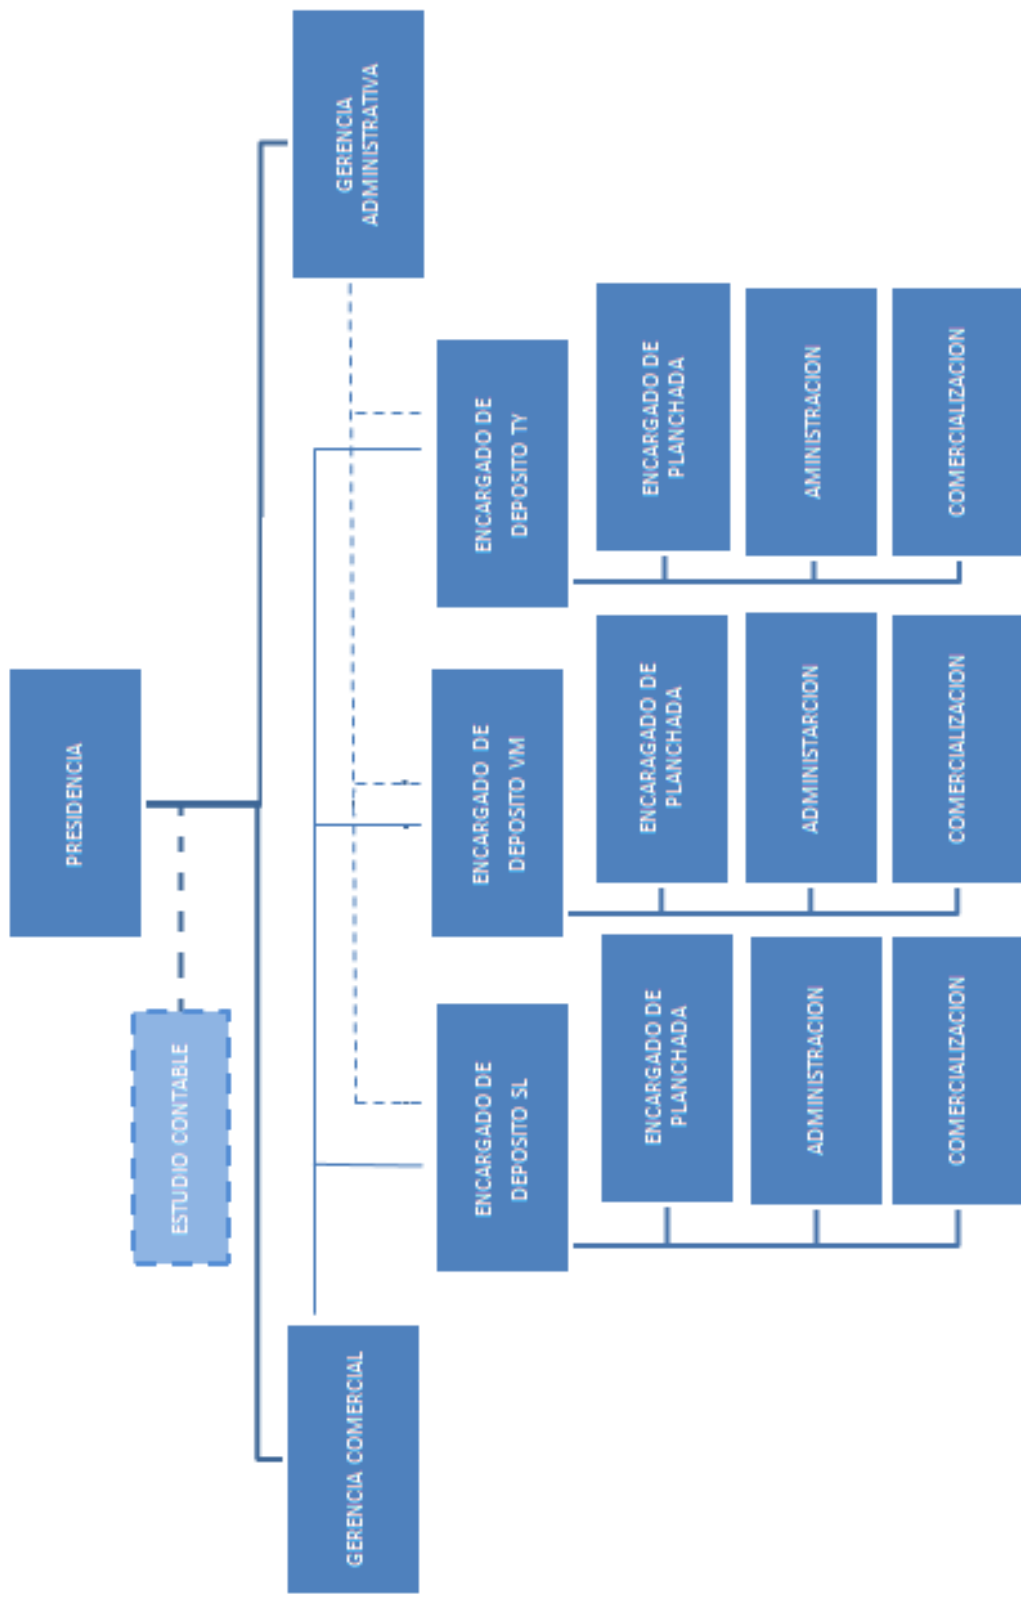 PRESIDENCIA
ESTUDIO CONTABLE
GERENCIA COMERCIAL
GERENCIA
ADMINISTRATIVA
ENCARGADO DE
DEPOSITO SL
ENCARGADO DE
DEPOSITO VM
ENCARGADO DE
DEPOSITO TY
ENCARGADO DE
PLANCHADA
ENCARAGADO DE
PLANCHADA
ENCARGADO DE
PLANCHADA
ADMINISTRACION
ADMINISTARCION
AMINISTRACION
COMERCIALIZACION
COMERCIALIZACION
COMERCIALIZACION